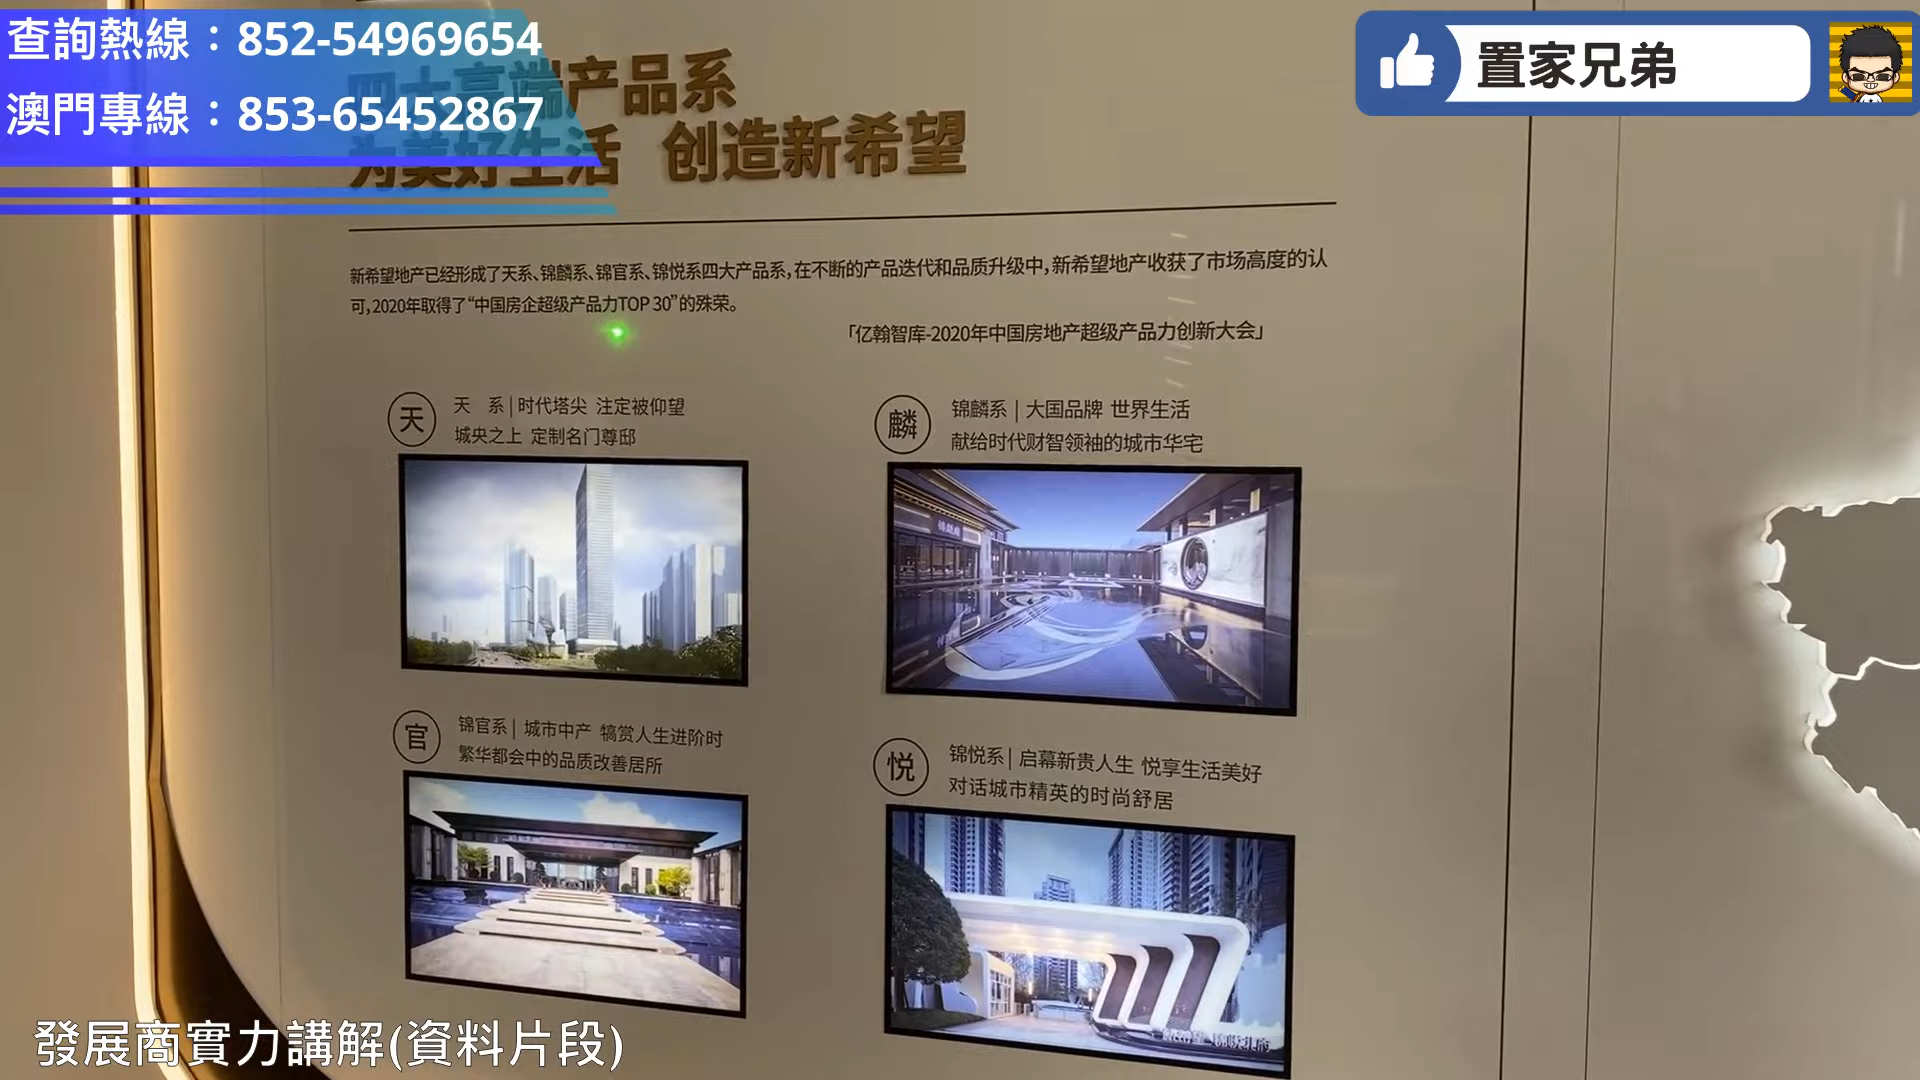 查詢熱線：852-54969654
澳門專線：853-65452867
置家兄弟
四大高端产品系
为美好生活 创造新希望
新希望地产已经形成了天系、锦麟系、锦官系、锦悦系四大产品系，在不断的产品迭代和品质升级中，新希望地产收获了市场高度的认
可，2020年取得了“中国房企超级产品力TOP 30”的殊荣。
「亿翰智库-2020年中国房地产超级产品力创新大会」
天
天 系 | 时代塔尖 注定被仰望
城央之上 定制名门尊邸
麟
锦麟系 | 大国品牌 世界生活
献给时代财智领袖的城市华宅
官
锦官系 | 城市中产 犒赏人生进阶时
繁华都会中的品质改善居所
悦
锦悦系 | 启幕新贵人生 悦享生活美好
对话城市精英的时尚舒居
發展商實力講解(資料片段)